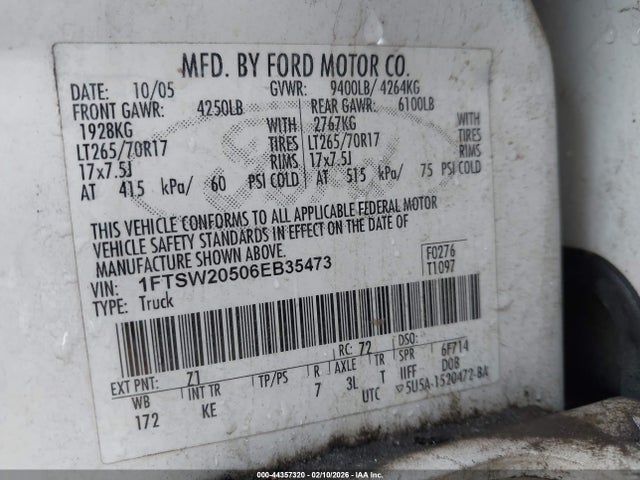 MFD. BY FORD MOTOR CO.
DATE: 10/05 GVWR: 9400LB/ 4264KG
FRONT GAWR: 4250LB REAR GAWR: 6100LB
1928KG WITH 2767KG WITH
LT265/70R17 TIRES LT265/70R17 TIRES
17x7.5J RIMS 17x7.5J RIMS
AT 415 kPa/ 60 PSI COLD AT 515 kPa/ 75 PSI COLD
THIS VEHICLE CONFORMS TO ALL APPLICABLE FEDERAL MOTOR
VEHICLE SAFETY STANDARDS IN EFFECT ON THE DATE OF
MANUFACTURE SHOWN ABOVE.
VIN: 1FTSW20506EB35473 F0276
TYPE: Truck T1097
EXT PNT: Z1 RC: 72 DSO:
WB INT TR TP/PS R AXLE TR SPR 6F714
172 KE 7 3L T IIFF DOB
UTC 5U5A-1520472-BA
000-44357320 - 02/10/2026 - IAAI.COM